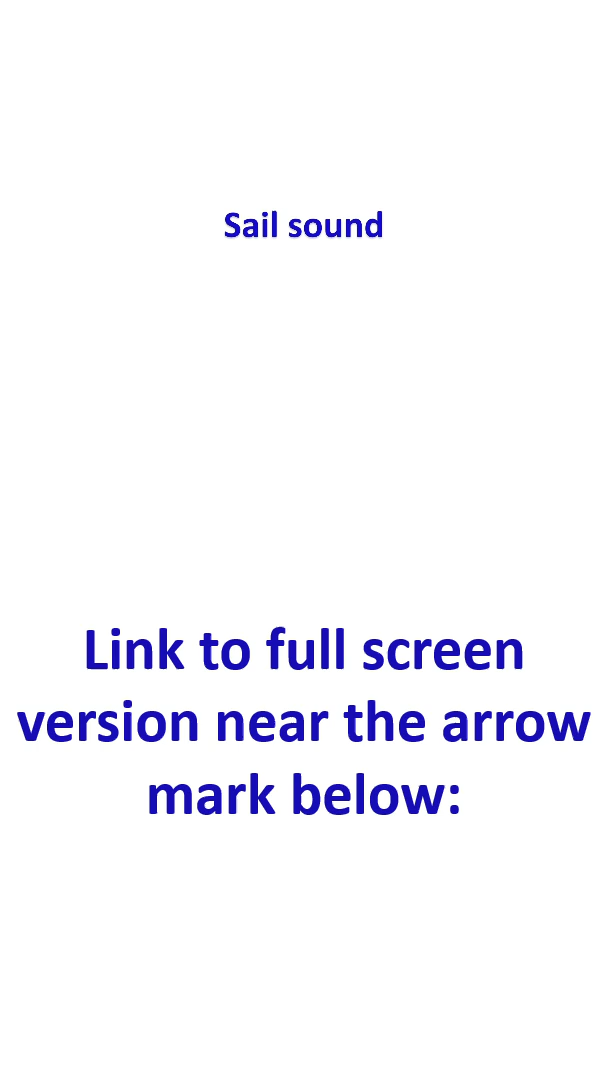 Sail sound
Link to full screen
version near the arrow
mark below: